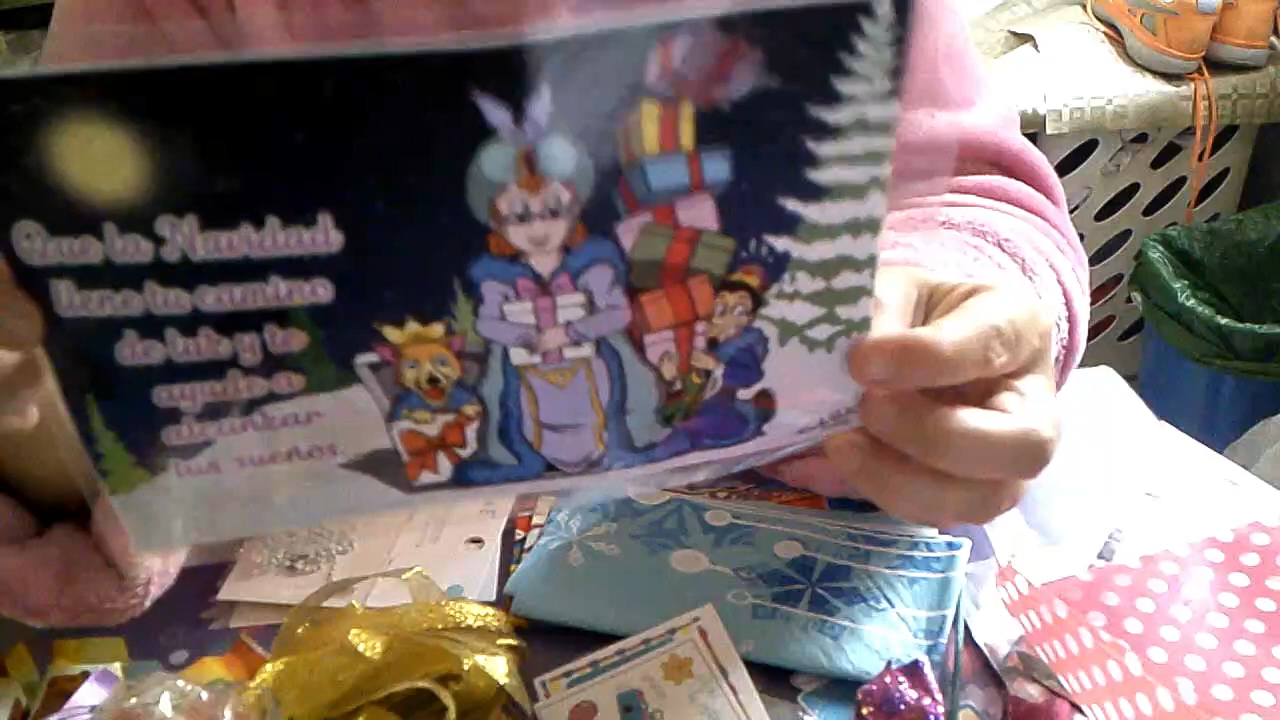 Que la Navidad
llene tu camino
de luz y te
ayude a
alcanzar
tus sueños